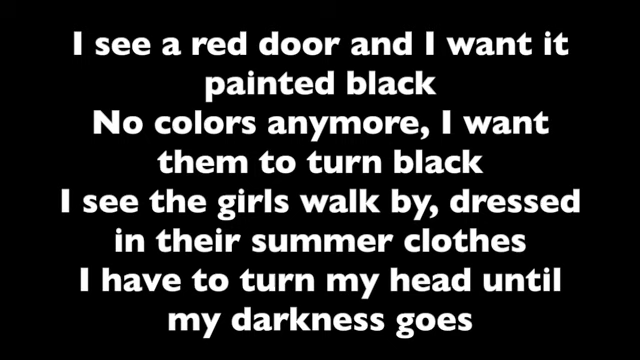 I see a red door and I want it
painted black
No colors anymore, I want
them to turn black
I see the girls walk by, dressed
in their summer clothes
I have to turn my head until
my darkness goes